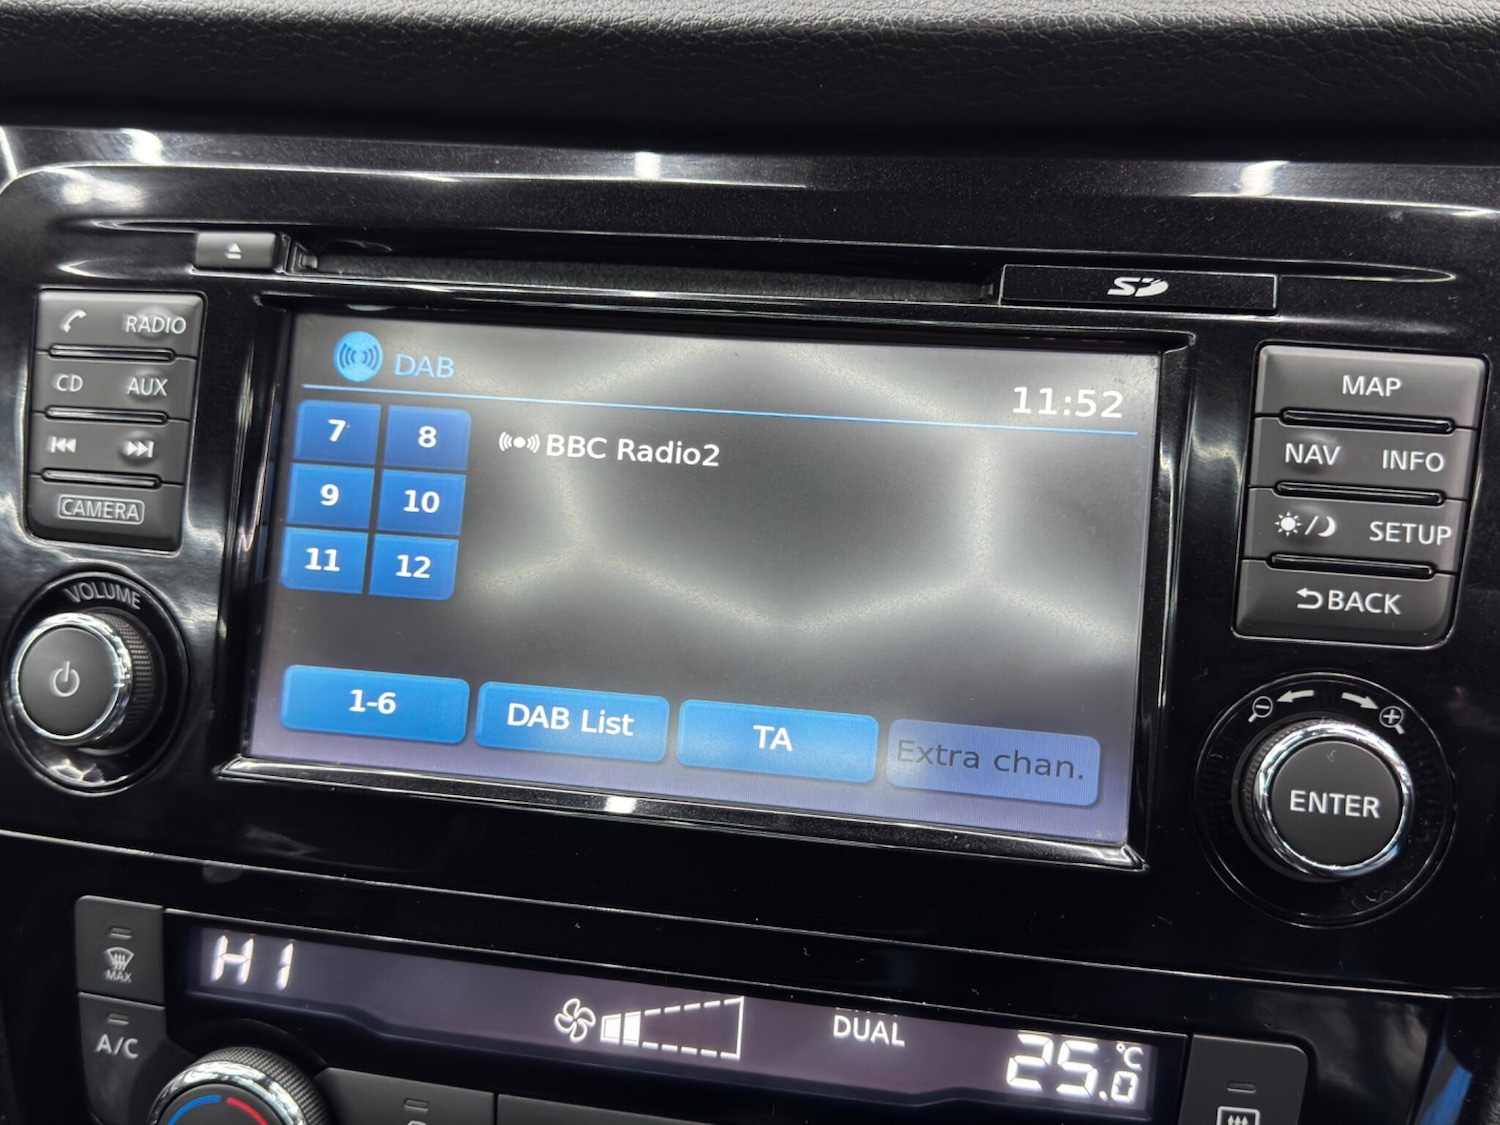 SD
RADIO
CD AUX
CAMERA
VOLUME
DAB
11:52
7 8
BBC Radio2
9 10
11 12
1-6 DAB List TA Extra chan.
MAP
NAV INFO
SETUP
BACK
ENTER
MAX
A/C
HI
DUAL
25.0 °C